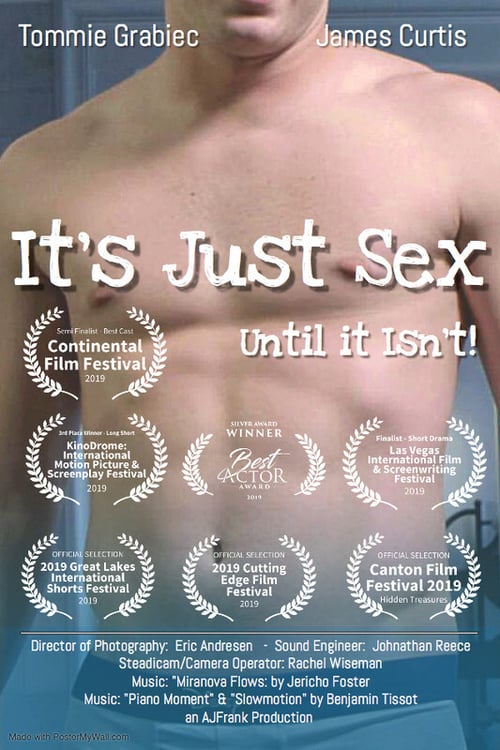 Tommie Grabiec
James Curtis
It's Just Sex
Until it Isn't!
Semi Finalist - Best Cast
Continental
Film Festival
2019
3rd Place Winner - Long Short
KinoDrome:
International
Motion Picture &
Screenplay Festival
2019
SILVER AWARD
WINNER
Best
ACTOR
AWARD
2019
Finalist - Short Drama
Las Vegas
International Film
& Screenwriting
Festival
2019
OFFICIAL SELECTION
2019 Great Lakes
International
Shorts Festival
2019
OFFICIAL SELECTION
2019 Cutting
Edge Film
Festival
2019
OFFICIAL SELECTION
Canton Film
Festival 2019
Hidden Treasures
Director of Photography: Eric Andresen - Sound Engineer: Johnathan Reece
Steadicam/Camera Operator: Rachel Wiseman
Music: "Miranova Flows: by Jericho Foster
Music: "Piano Moment" & "Slowmotion" by Benjamin Tissot
an AJFrank Production
Made with PosterMyWall.com